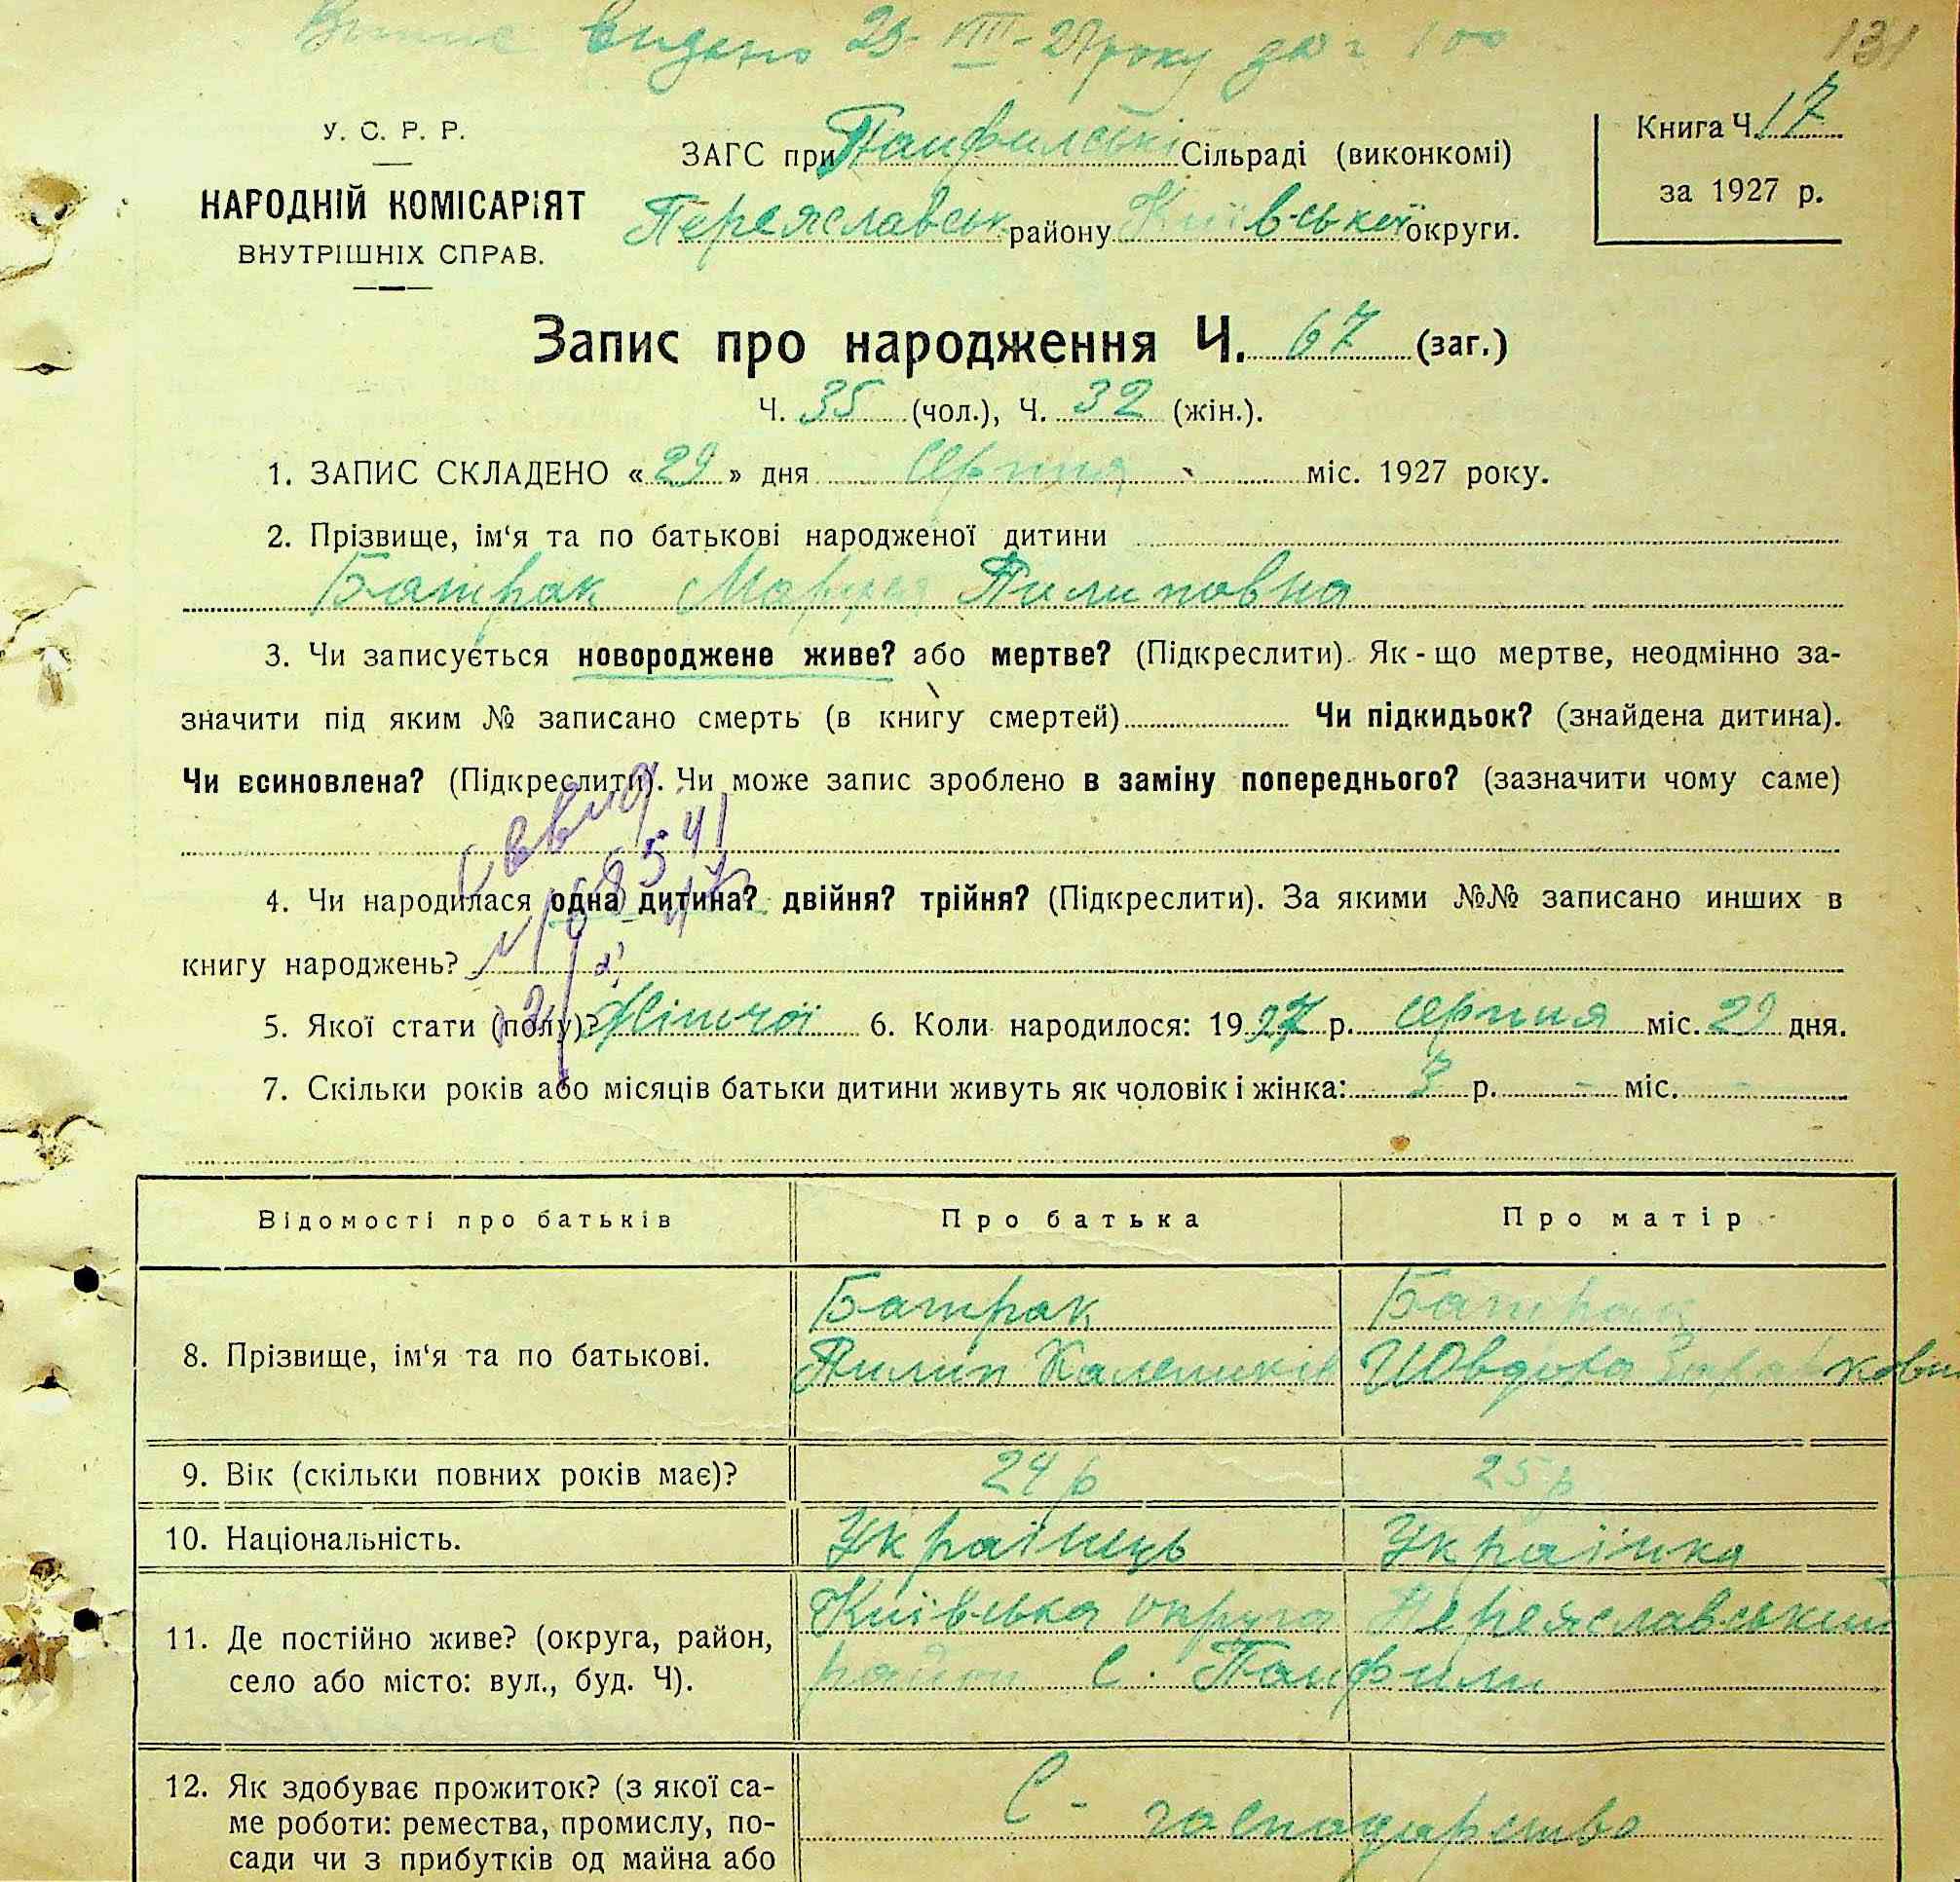 видано 29-VIII-27 року за № 100
131
У. С. Р. Р.
НАРОДНІЙ КОМІСАРІЯТ
ВНУТРІШНІХ СПРАВ.
ЗАГС при Панфильські Сільраді (виконкомі)
Переяславськ району Київської округи.
Книга Ч. 17
за 1927 р.
Запис про народження Ч. 67 (заг.)
Ч. 35 (чол.), Ч. 32 (жін.).
1. ЗАПИС СКЛАДЕНО « 29 » дня серпня міс. 1927 року.
2. Прізвище, ім‘я та по батькові народженої дитини
Батрак Мария Пилиповна
3. Чи записується новороджене живе? або мертве? (Підкреслити). Як-що мертве, неодмінно за-
значити під яким № записано смерть (в книгу смертей) Чи підкидьок? (знайдена дитина).
Чи всиновлена? (Підкреслити). Чи може запис зроблено в заміну попереднього? (зазначити чому саме)
4. Чи народилася одна дитина? двійня? трійня? (Підкреслити). За якими №№ записано инших в
книгу народжень?
5. Якої стати (полу)? Жіночої 6. Коли народилося: 1927 р. серпня міс. 29 дня.
7. Скільки років або місяців батьки дитини живуть як чоловік і жінка: 3 р. - міс. -
Відомості про батьків Про батька Про матір
8. Прізвище, ім‘я та по батькові.
Батрак Батрак
Пилип Калеников Ювдоха
9. Вік (скільки повних років має)? 24 р 25 р
10. Національність. Українець Українка
11. Де постійно живе? (округа, район,
село або місто: вул., буд. Ч).
Київська округа Переяславський
район с. Панфили
12. Як здобуває прожиток? (з якої са-
ме роботи: ремества, промислу, по-
сади чи з прибутків од майна або
С - господарство